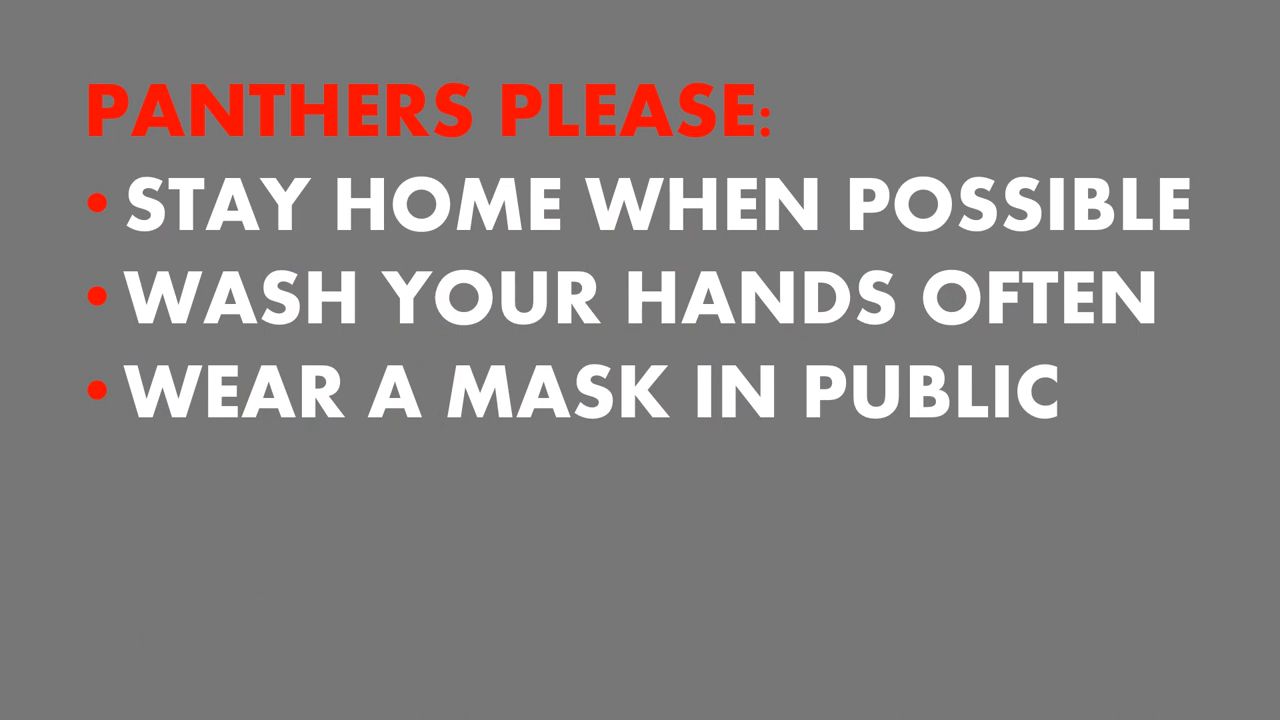 PANTHERS PLEASE:
• STAY HOME WHEN POSSIBLE
• WASH YOUR HANDS OFTEN
• WEAR A MASK IN PUBLIC